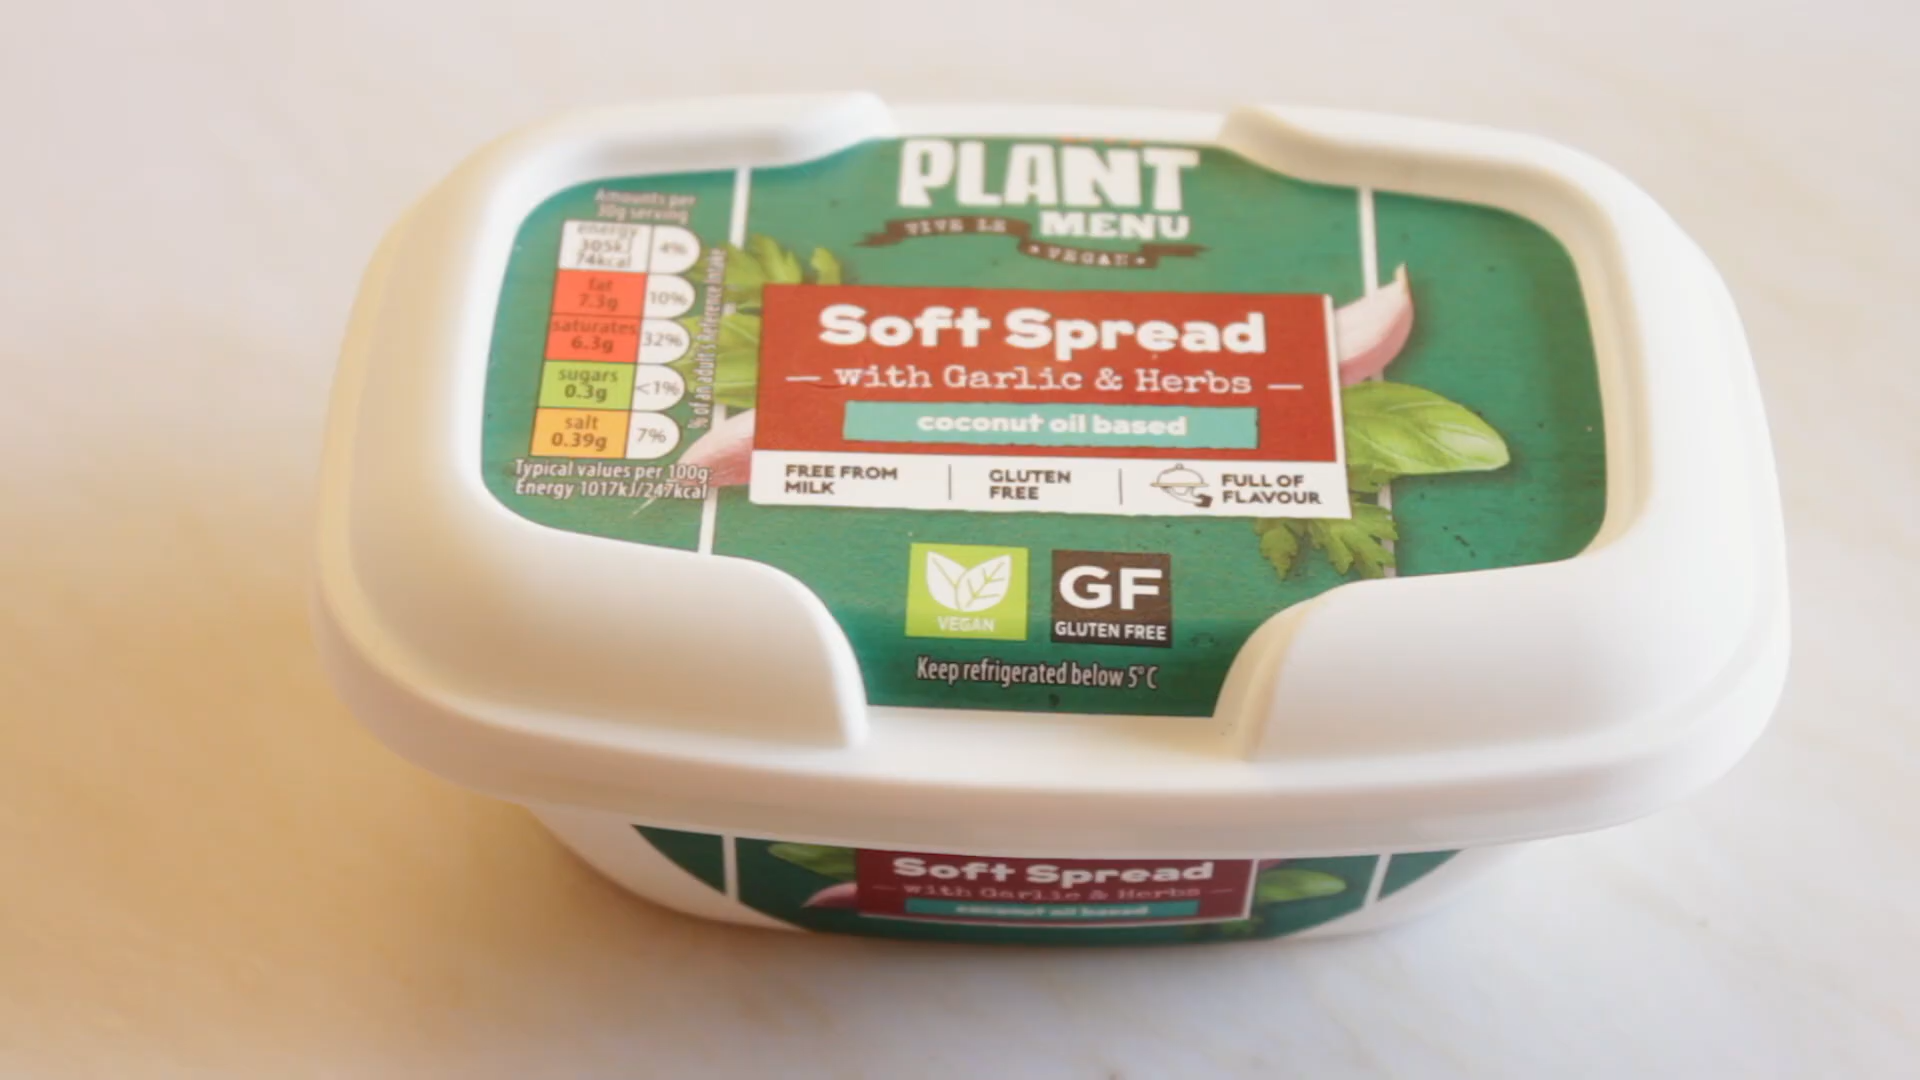 PLANT
MENU
VIVE LE
• VEGAN •
Amounts per
30g serving
energy
305kJ
74kcal
4%
fat
7.3g
10%
saturates
6.3g
32%
sugars
0.3g
<1%
salt
0.39g
7%
% of an adult's Reference Intake
Typical values per 100g:
Energy 1017kJ/247kcal
Soft Spread
— with Garlic & Herbs —
coconut oil based
FREE FROM
MILK
GLUTEN
FREE
FULL OF
FLAVOUR
VEGAN
GF
GLUTEN FREE
Keep refrigerated below 5°C
Soft Spread
— with Garlic & Herbs —
coconut oil based